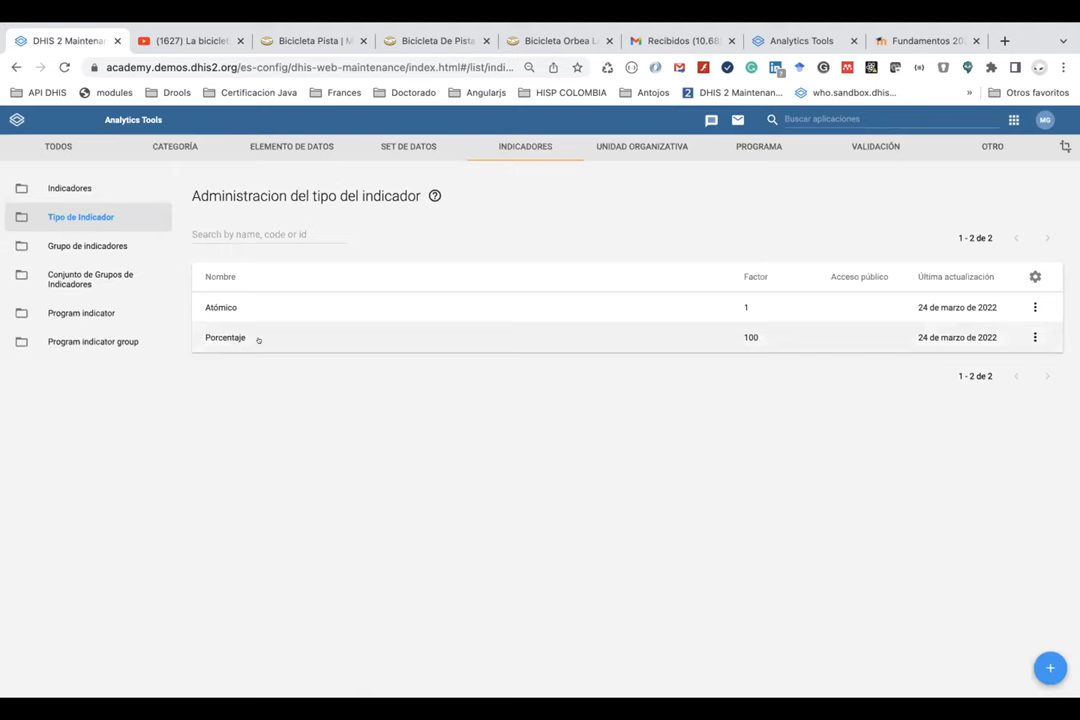 DHIS 2 Maintena
(1627) La biciclet
Bicicleta Pista | M
Bicicleta De Pista
Bicicleta Orbea L
Recibidos (10.68
Analytics Tools
Fundamentos 20
academy.demos.dhis2.org/es-config/dhis-web-maintenance/index.html#/list/indi...
API DHIS
modules
Drools
Certificacion Java
Frances
Doctorado
Angularjs
HISP COLOMBIA
Antojos
DHIS 2 Maintenan...
who.sandbox.dhis...
»
Otros favoritos
Analytics Tools
Buscar aplicaciones
MG
TODOS
CATEGORÍA
ELEMENTO DE DATOS
SET DE DATOS
INDICADORES
UNIDAD ORGANIZATIVA
PROGRAMA
VALIDACIÓN
OTRO
Indicadores
Tipo de Indicador
Grupo de indicadores
Conjunto de Grupos de
Indicadores
Program indicator
Program indicator group
Administracion del tipo del indicador
Search by name, code or id
1 - 2 de 2
Nombre
Factor
Acceso público
Última actualización
Atómico
1
24 de marzo de 2022
Porcentaje
100
24 de marzo de 2022
1 - 2 de 2